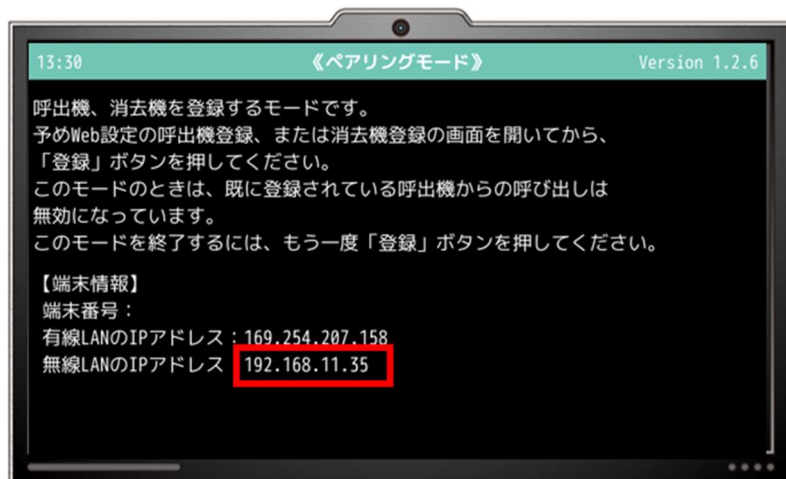 13:30 《ペアリングモード》 Version 1.2.6
呼出機、消去機を登録するモードです。
予めWeb設定の呼出機登録、または消去機登録の画面を開いてから、
「登録」ボタンを押してください。
このモードのときは、既に登録されている呼出機からの呼び出しは
無効になっています。
このモードを終了するには、もう一度「登録」ボタンを押してください。
【端末情報】
端末番号：
有線LANのIPアドレス：169.254.207.158
無線LANのIPアドレス 192.168.11.35